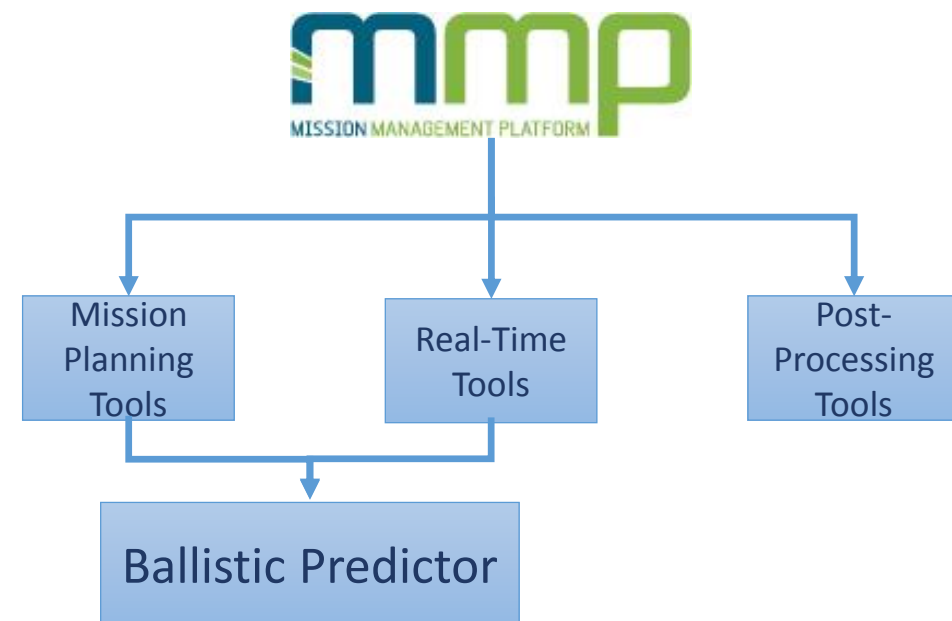 mmp
MISSION MANAGEMENT PLATFORM
Mission
Planning
Tools
Real-Time
Tools
Post-
Processing
Tools
Ballistic Predictor